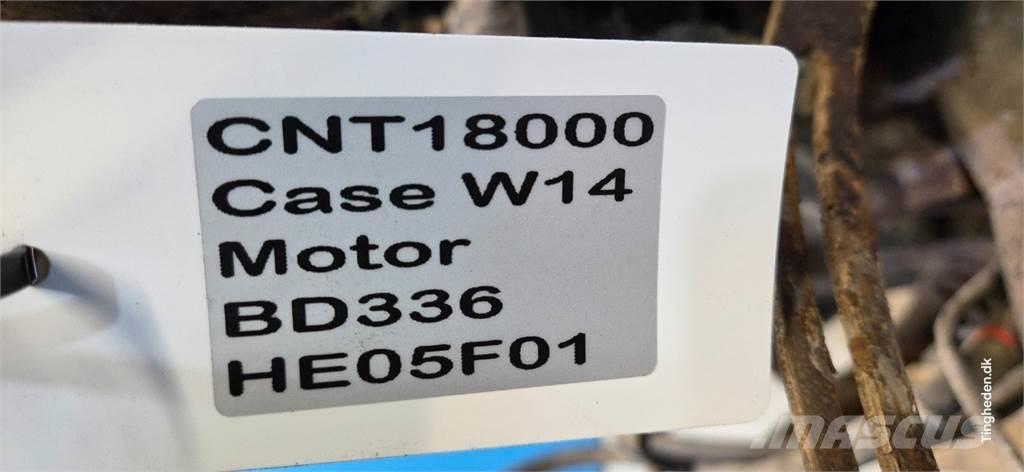 CNT18000
Case W14
Motor
BD336
HE05F01
Tingheden.dk
MASCUS